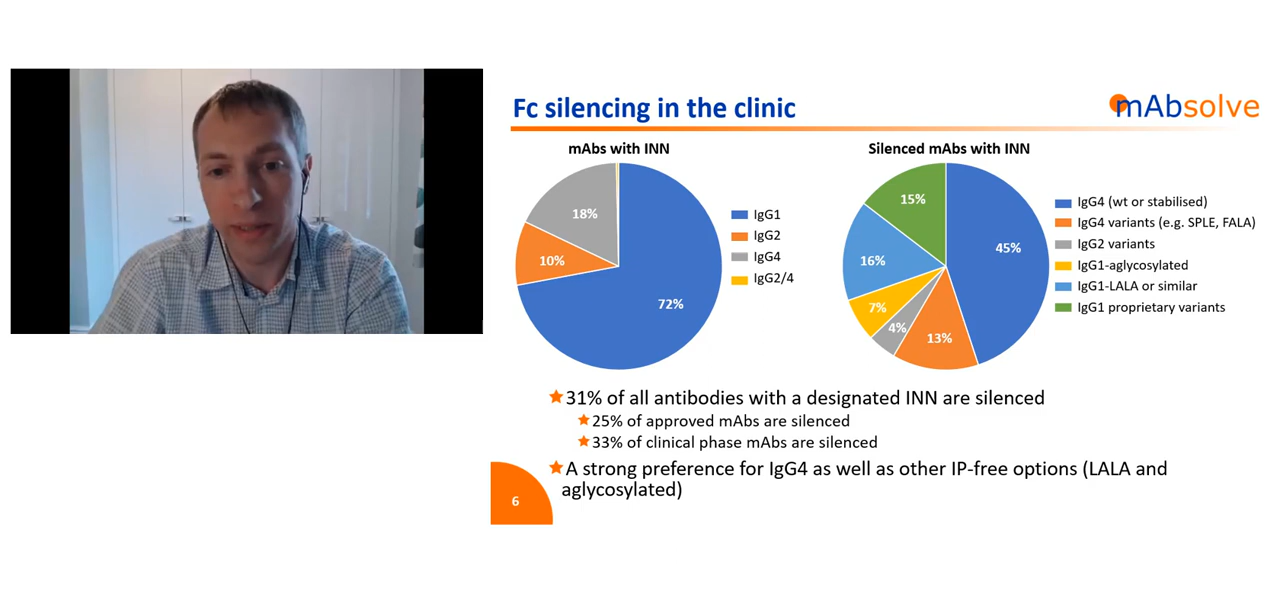 Fc silencing in the clinic
mAbsolve
mAbs with INN
18%
10%
72%
IgG1
IgG2
IgG4
IgG2/4
Silenced mAbs with INN
15%
45%
16%
7%
4%
13%
IgG4 (wt or stabilised)
IgG4 variants (e.g. SPLE, FALA)
IgG2 variants
IgG1-aglycosylated
IgG1-LALA or similar
IgG1 proprietary variants
31% of all antibodies with a designated INN are silenced
25% of approved mAbs are silenced
33% of clinical phase mAbs are silenced
A strong preference for IgG4 as well as other IP-free options (LALA and
aglycosylated)
6